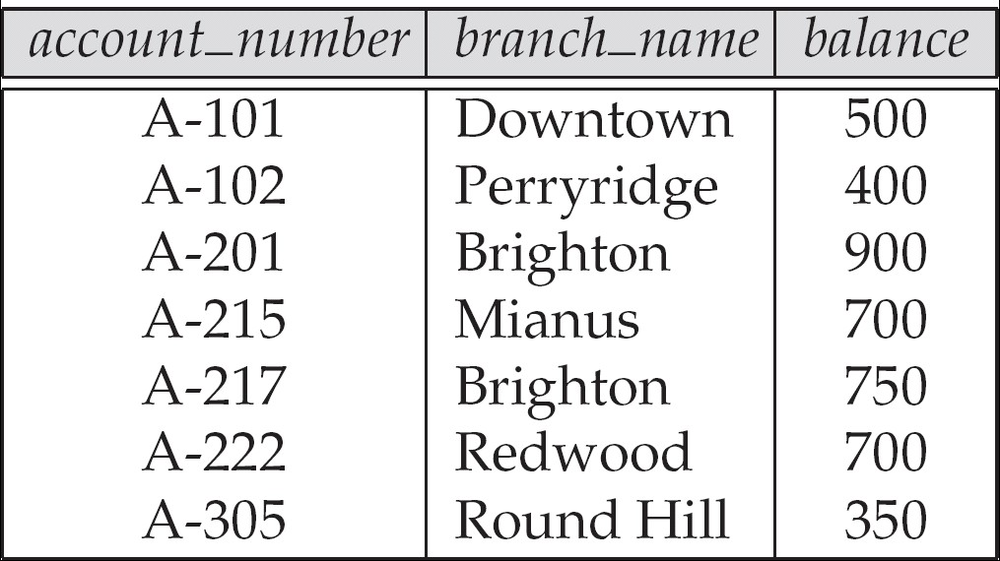 account_number branch_name balance
A-101 Downtown 500
A-102 Perryridge 400
A-201 Brighton 900
A-215 Mianus 700
A-217 Brighton 750
A-222 Redwood 700
A-305 Round Hill 350